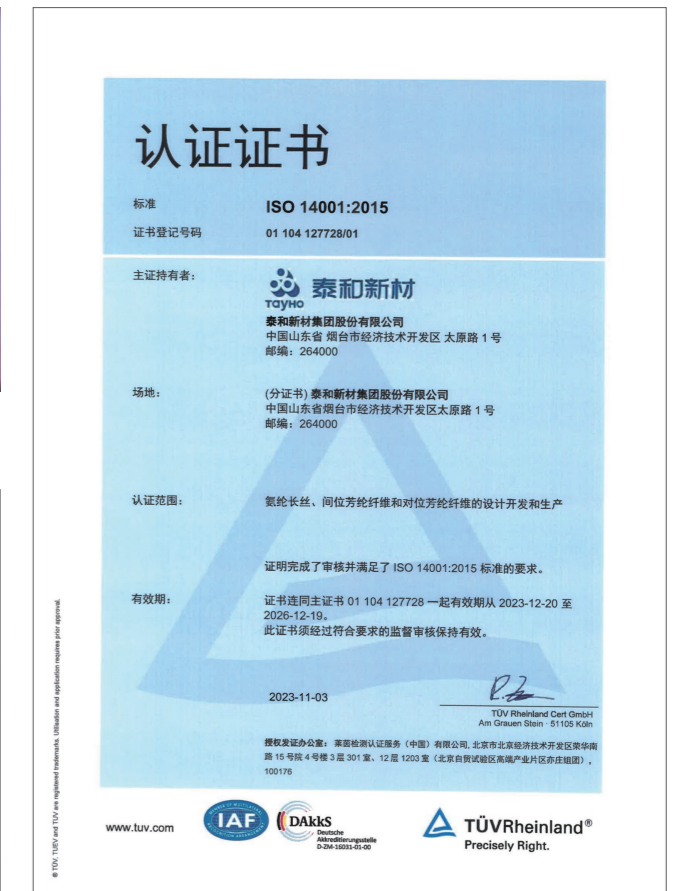 认证证书
标准 ISO 14001:2015
证书登记号码 01 104 127728/01
主证持有者:
TAYHO 泰和新材
泰和新材集团股份有限公司
中国山东省 烟台市经济技术开发区 太原路 1 号
邮编: 264000
场地: (分证书) 泰和新材集团股份有限公司
中国山东省烟台市经济技术开发区太原路 1 号
邮编: 264000
认证范围: 氨纶长丝、间位芳纶纤维和对位芳纶纤维的设计开发和生产
证明完成了审核并满足了 ISO 14001:2015 标准的要求。
有效期: 证书连同主证书 01 104 127728 一起有效期从 2023-12-20 至
2026-12-19。
此证书须经过符合要求的监督审核保持有效。
2023-11-03
TÜV Rheinland Cert GmbH
Am Grauen Stein · 51105 Köln
授权发证办公室: 莱茵检测认证服务（中国）有限公司, 北京市北京经济技术开发区荣华南
路 15 号院 4 号楼 3 层 301 室、12 层 1203 室（北京自贸试验区高端产业片区亦庄组团）,
100176
® TÜV, TUEV and TUV are registered trademarks. Utilisation and application requires prior approval.
www.tuv.com
IAF
DAkkS
Deutsche
Akkreditierungsstelle
D-ZM-16031-01-00
TÜVRheinland®
Precisely Right.